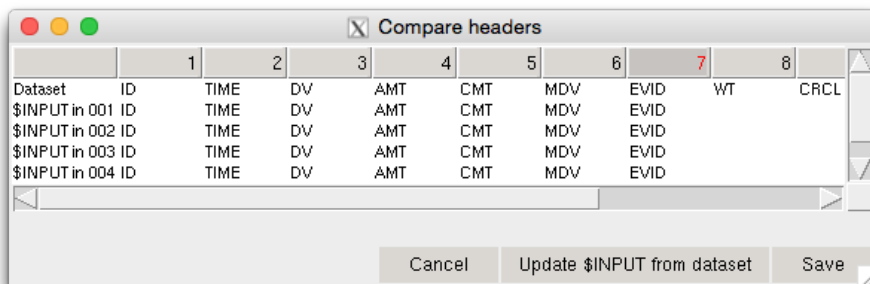 Compare headers
1 2 3 4 5 6 7 8
Dataset ID TIME DV AMT CMT MDV EVID WT CRCL
$INPUT in 001 ID TIME DV AMT CMT MDV EVID
$INPUT in 002 ID TIME DV AMT CMT MDV EVID
$INPUT in 003 ID TIME DV AMT CMT MDV EVID
$INPUT in 004 ID TIME DV AMT CMT MDV EVID
Cancel Update $INPUT from dataset Save